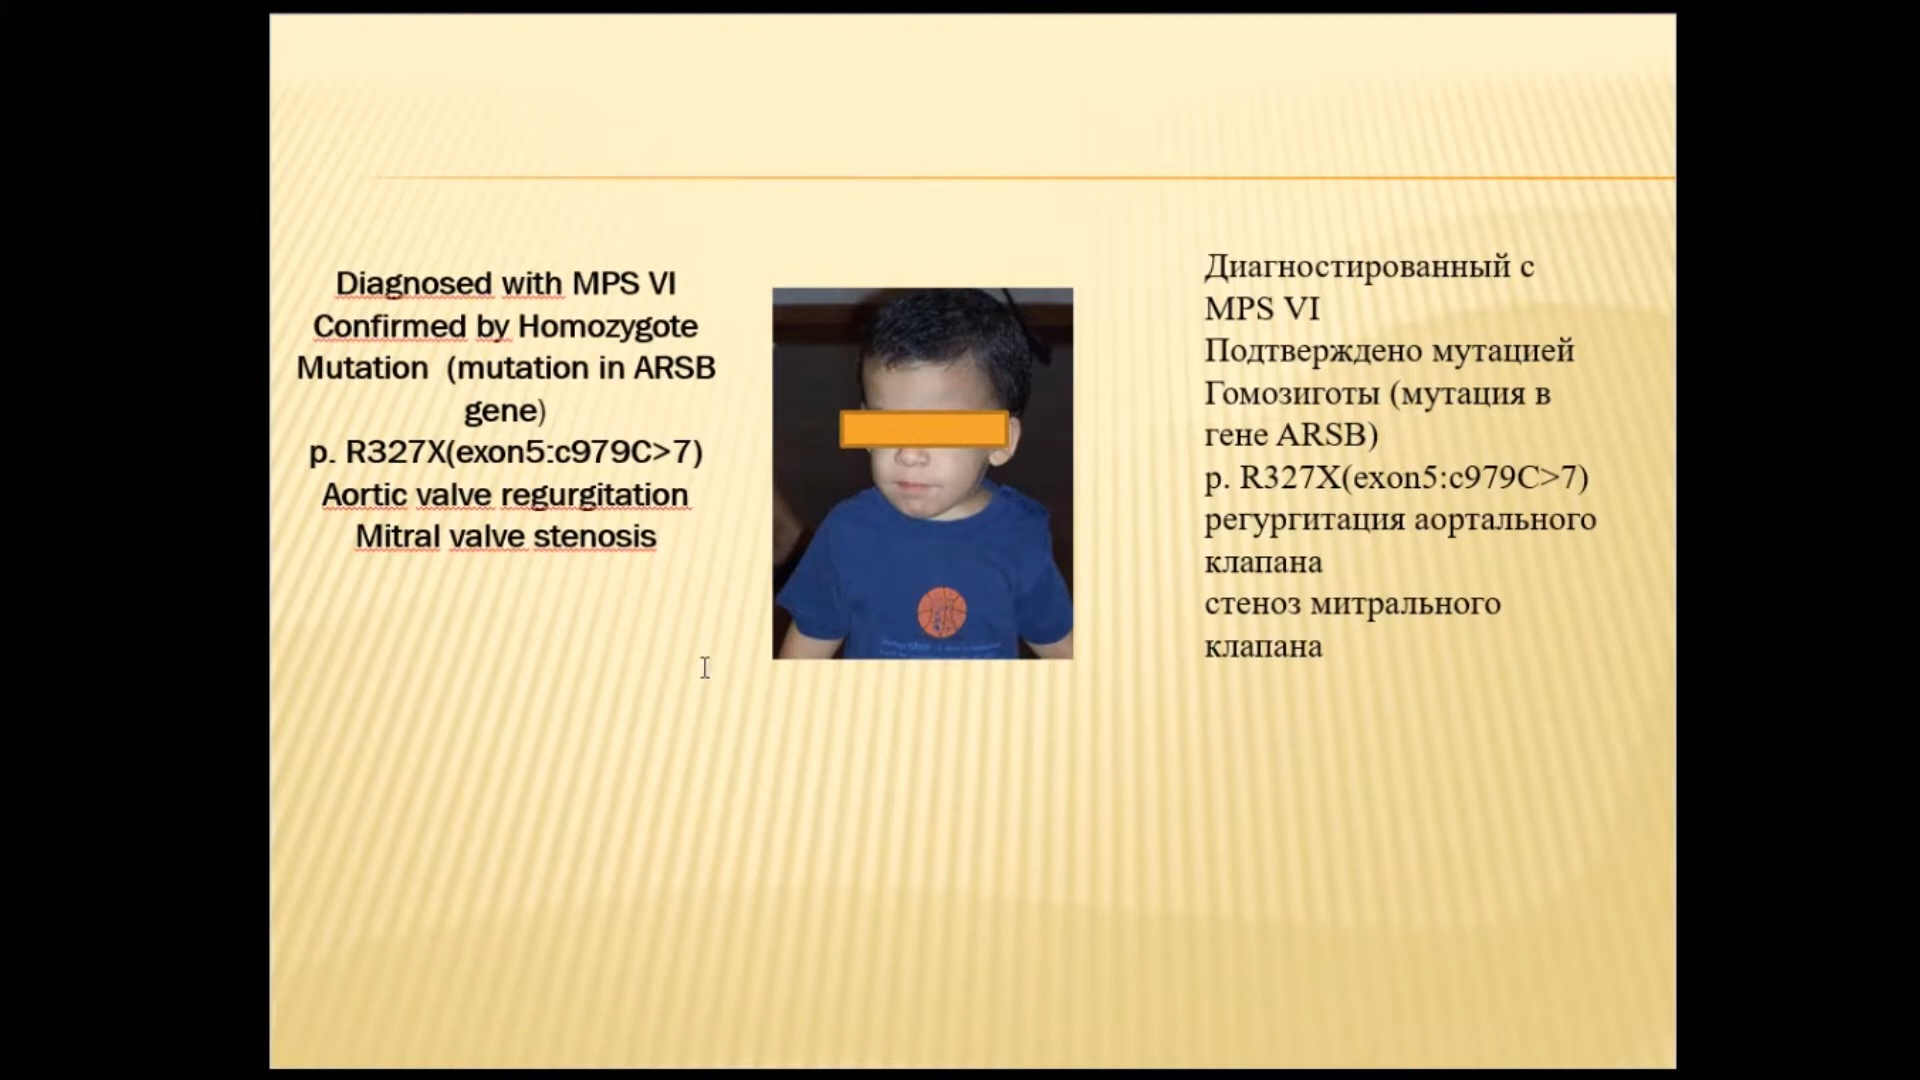 Diagnosed with MPS VI
Confirmed by Homozygote
Mutation (mutation in ARSB
gene)
p. R327X(exon5:c979C>7)
Aortic valve regurgitation
Mitral valve stenosis
Диагностированный с
MPS VI
Подтверждено мутацией
Гомозиготы (мутация в
гене ARSB)
p. R327X(exon5:c979C>7)
регургитация аортального
клапана
стеноз митрального
клапана